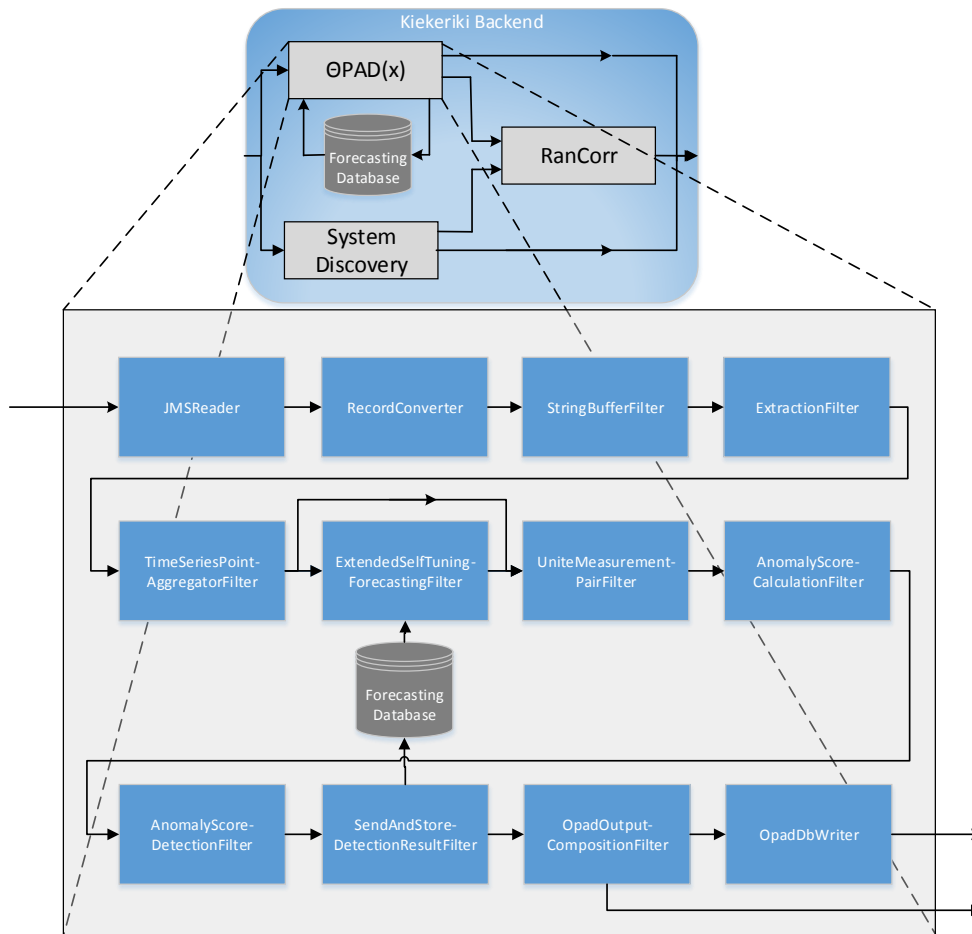 Kiekeriki Backend
ΘPAD(x)
Forecasting
Database
RanCorr
System
Discovery
JMSReader
RecordConverter
StringBufferFilter
ExtractionFilter
TimeSeriesPoint-
AggregatorFilter
ExtendedSelfTuning-
ForecastingFilter
UniteMeasurement-
PairFilter
AnomalyScore-
CalculationFilter
Forecasting
Database
AnomalyScore-
DetectionFilter
SendAndStore-
DetectionResultFilter
OpadOutput-
CompositionFilter
OpadDbWriter